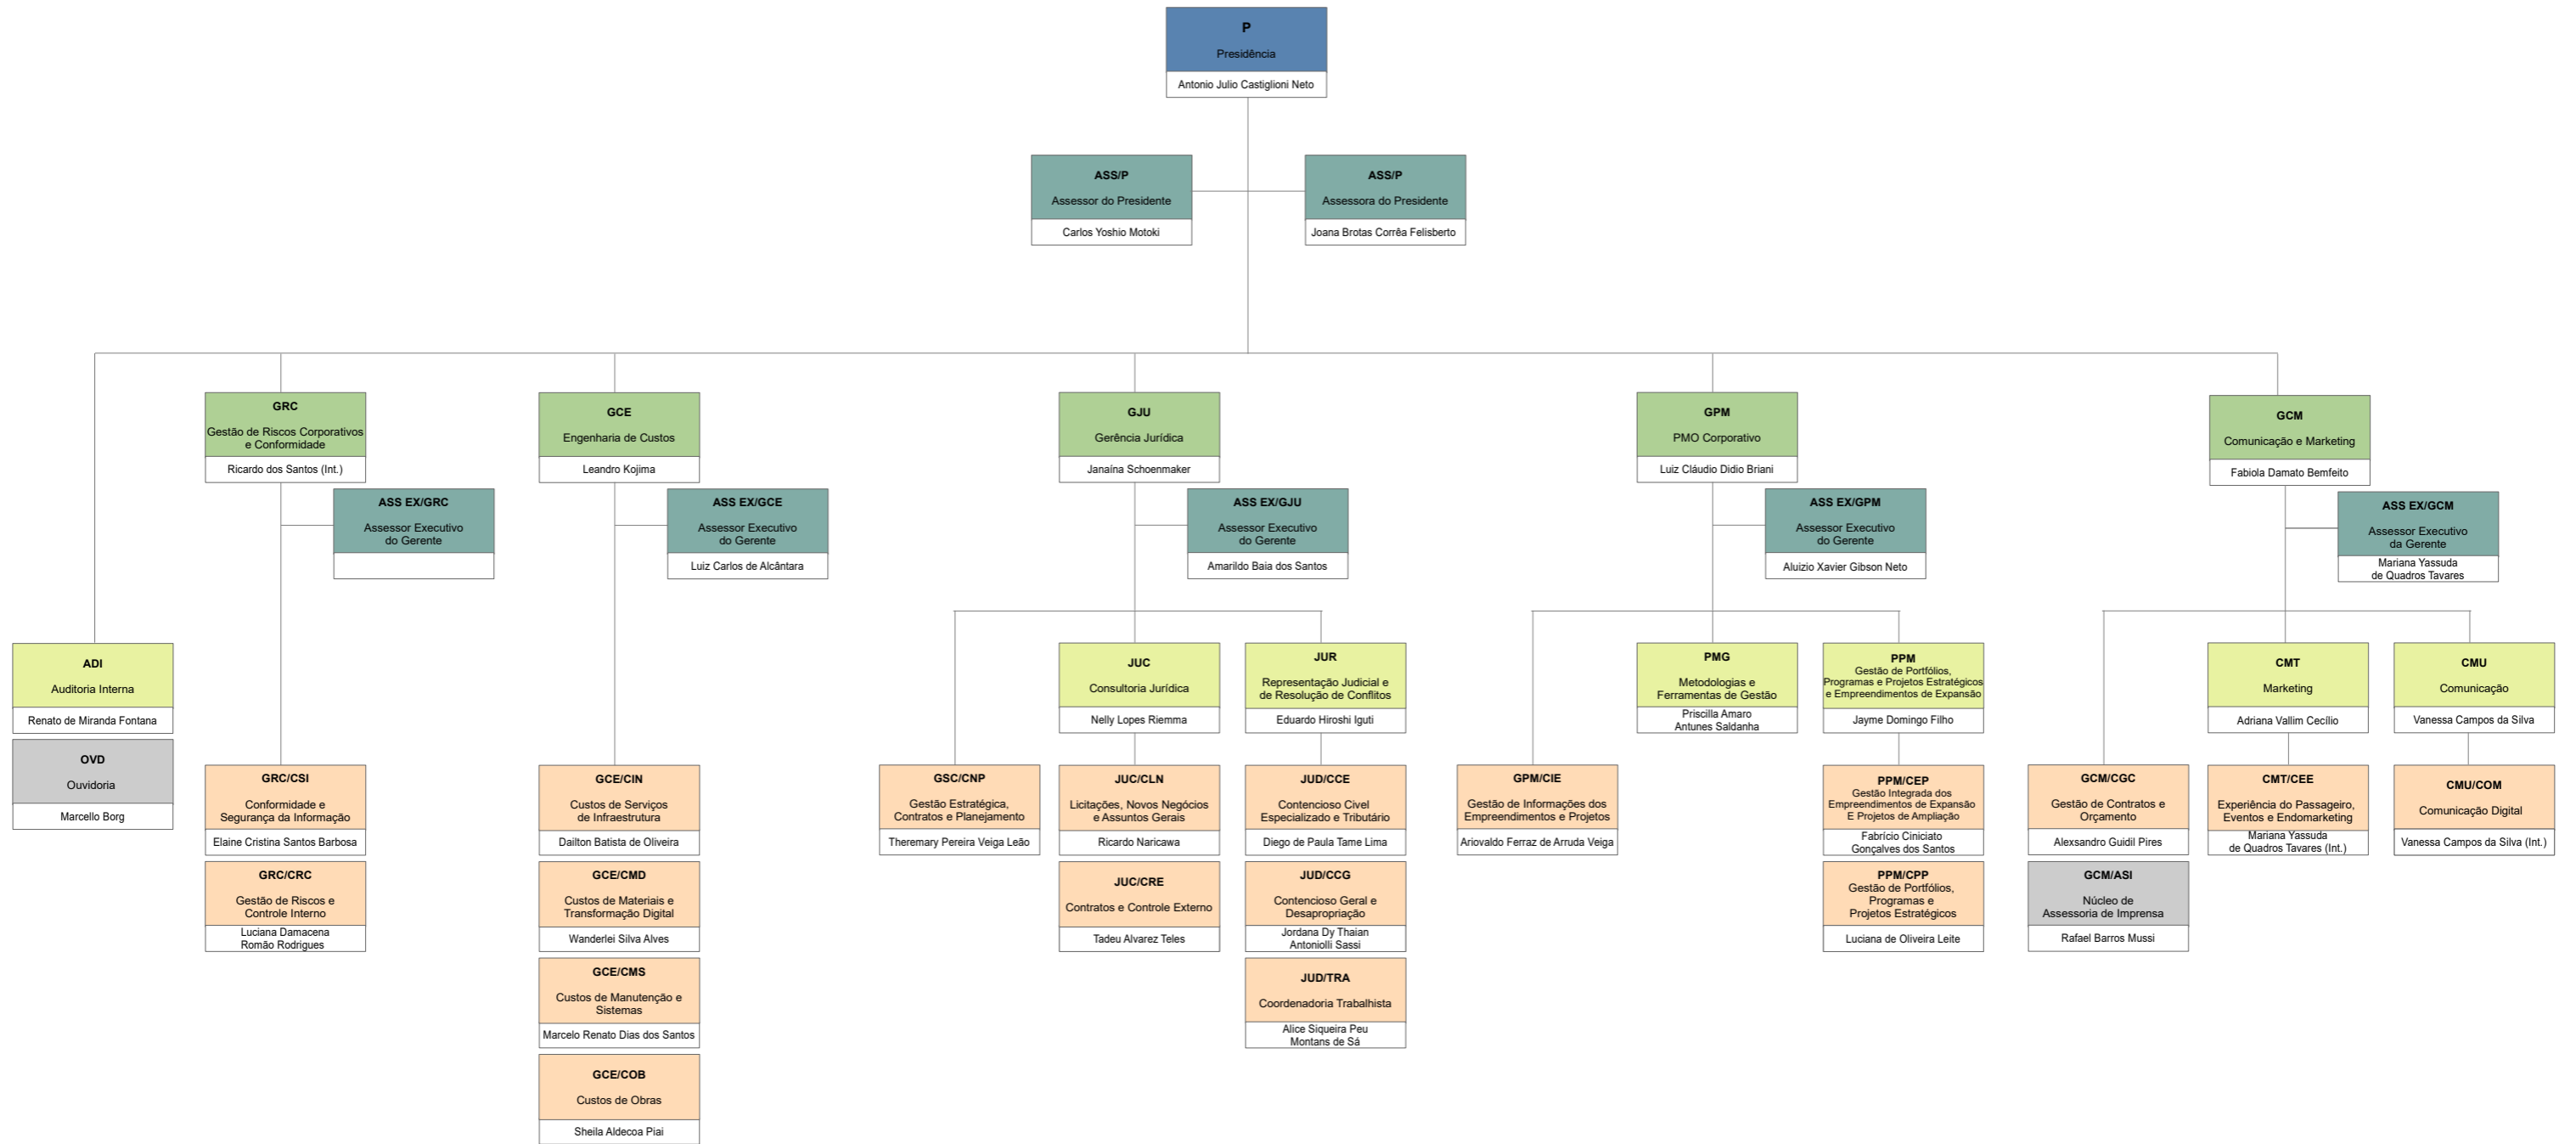 P
Presidência
Antonio Julio Castiglioni Neto
ASS/P
Assessor do Presidente
Carlos Yoshio Motoki
ASS/P
Assessora do Presidente
Joana Brotas Corrêa Felisberto
GRC
Gestão de Riscos Corporativos
e Conformidade
Ricardo dos Santos (Int.)
GCE
Engenharia de Custos
Leandro Kojima
GJU
Gerência Jurídica
Janaína Schoenmaker
GPM
PMO Corporativo
Luiz Cláudio Didio Briani
GCM
Comunicação e Marketing
Fabiola Damato Bemfeito
ASS EX/GRC
Assessor Executivo
do Gerente
ASS EX/GCE
Assessor Executivo
do Gerente
Luiz Carlos de Alcântara
ASS EX/GJU
Assessor Executivo
do Gerente
Amarildo Baia dos Santos
ASS EX/GPM
Assessor Executivo
do Gerente
Aluizio Xavier Gibson Neto
ASS EX/GCM
Assessor Executivo
da Gerente
Mariana Yassuda
de Quadros Tavares
ADI
Auditoria Interna
Renato de Miranda Fontana
JUC
Consultoria Jurídica
Nelly Lopes Riemma
JUR
Representação Judicial e
de Resolução de Conflitos
Eduardo Hiroshi Iguti
PMG
Metodologias e
Ferramentas de Gestão
Priscilla Amaro
Antunes Saldanha
PPM
Gestão de Portfólios,
Programas e Projetos Estratégicos
e Empreendimentos de Expansão
Jayme Domingo Filho
CMT
Marketing
Adriana Vallim Cecílio
CMU
Comunicação
Vanessa Campos da Silva
OVD
Ouvidoria
Marcello Borg
GRC/CSI
Conformidade e
Segurança da Informação
Elaine Cristina Santos Barbosa
GCE/CIN
Custos de Serviços
de Infraestrutura
Dailton Batista de Oliveira
GSC/CNP
Gestão Estratégica,
Contratos e Planejamento
Theremary Pereira Veiga Leão
JUC/CLN
Licitações, Novos Negócios
e Assuntos Gerais
Ricardo Naricawa
JUD/CCE
Contencioso Civel
Especializado e Tributário
Diego de Paula Tame Lima
GPM/CIE
Gestão de Informações dos
Empreendimentos e Projetos
Ariovaldo Ferraz de Arruda Veiga
PPM/CEP
Gestão Integrada dos
Empreendimentos de Expansão
E Projetos de Ampliação
Fabrício Ciniciato
Gonçalves dos Santos
GCM/CGC
Gestão de Contratos e
Orçamento
Alexsandro Guidil Pires
CMT/CEE
Experiência do Passageiro,
Eventos e Endomarketing
Mariana Yassuda
de Quadros Tavares (Int.)
CMU/COM
Comunicação Digital
Vanessa Campos da Silva (Int.)
GRC/CRC
Gestão de Riscos e
Controle Interno
Luciana Damacena
Romão Rodrigues
GCE/CMD
Custos de Materiais e
Transformação Digital
Wanderlei Silva Alves
JUC/CRE
Contratos e Controle Externo
Tadeu Alvarez Teles
JUD/CCG
Contencioso Geral e
Desapropriação
Jordana Dy Thaian
Antoniolli Sassi
PPM/CPP
Gestão de Portfólios,
Programas e
Projetos Estratégicos
Luciana de Oliveira Leite
GCM/ASI
Núcleo de
Assessoria de Imprensa
Rafael Barros Mussi
GCE/CMS
Custos de Manutenção e
Sistemas
Marcelo Renato Dias dos Santos
JUD/TRA
Coordenadoria Trabalhista
Alice Siqueira Peu
Montans de Sá
GCE/COB
Custos de Obras
Sheila Aldecoa Piai